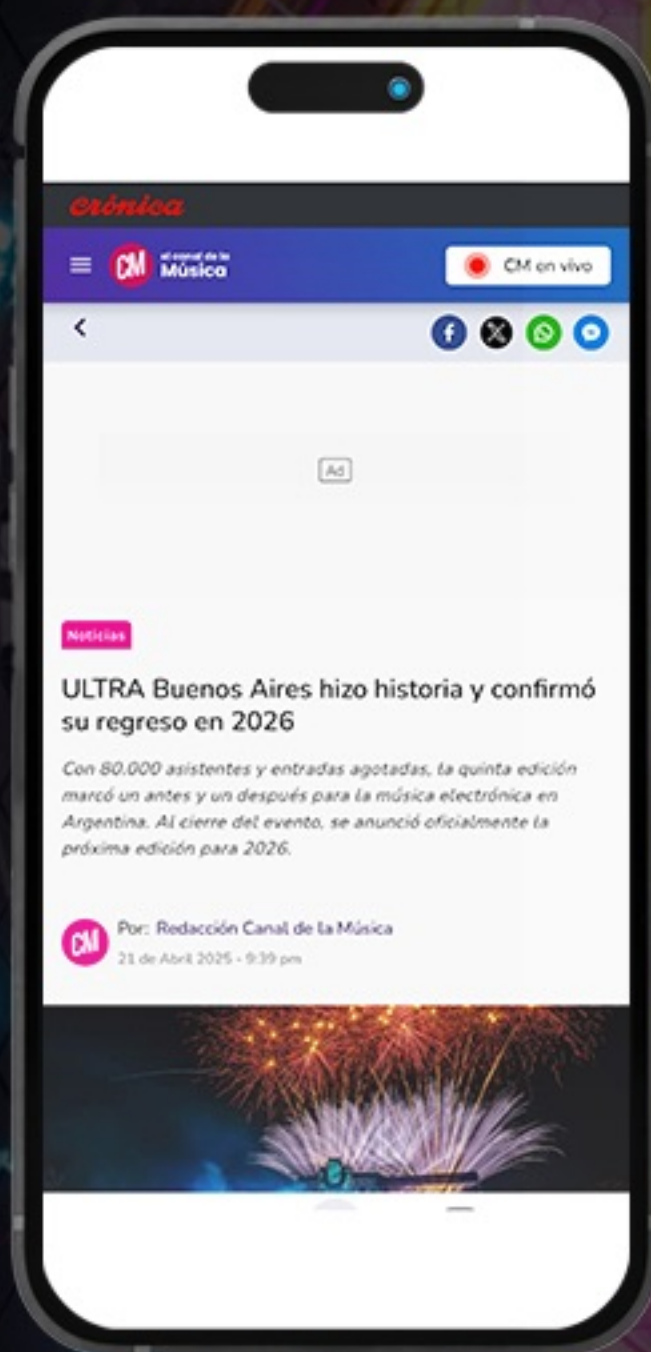 crónica
CM el canal de la
Música
CM en vivo
Ad
Noticias
ULTRA Buenos Aires hizo historia y confirmó
su regreso en 2026
Con 80.000 asistentes y entradas agotadas, la quinta edición
marcó un antes y un después para la música electrónica en
Argentina. Al cierre del evento, se anunció oficialmente la
próxima edición para 2026.
CM
Por: Redacción Canal de la Música
21 de Abril 2025 - 9:39 pm